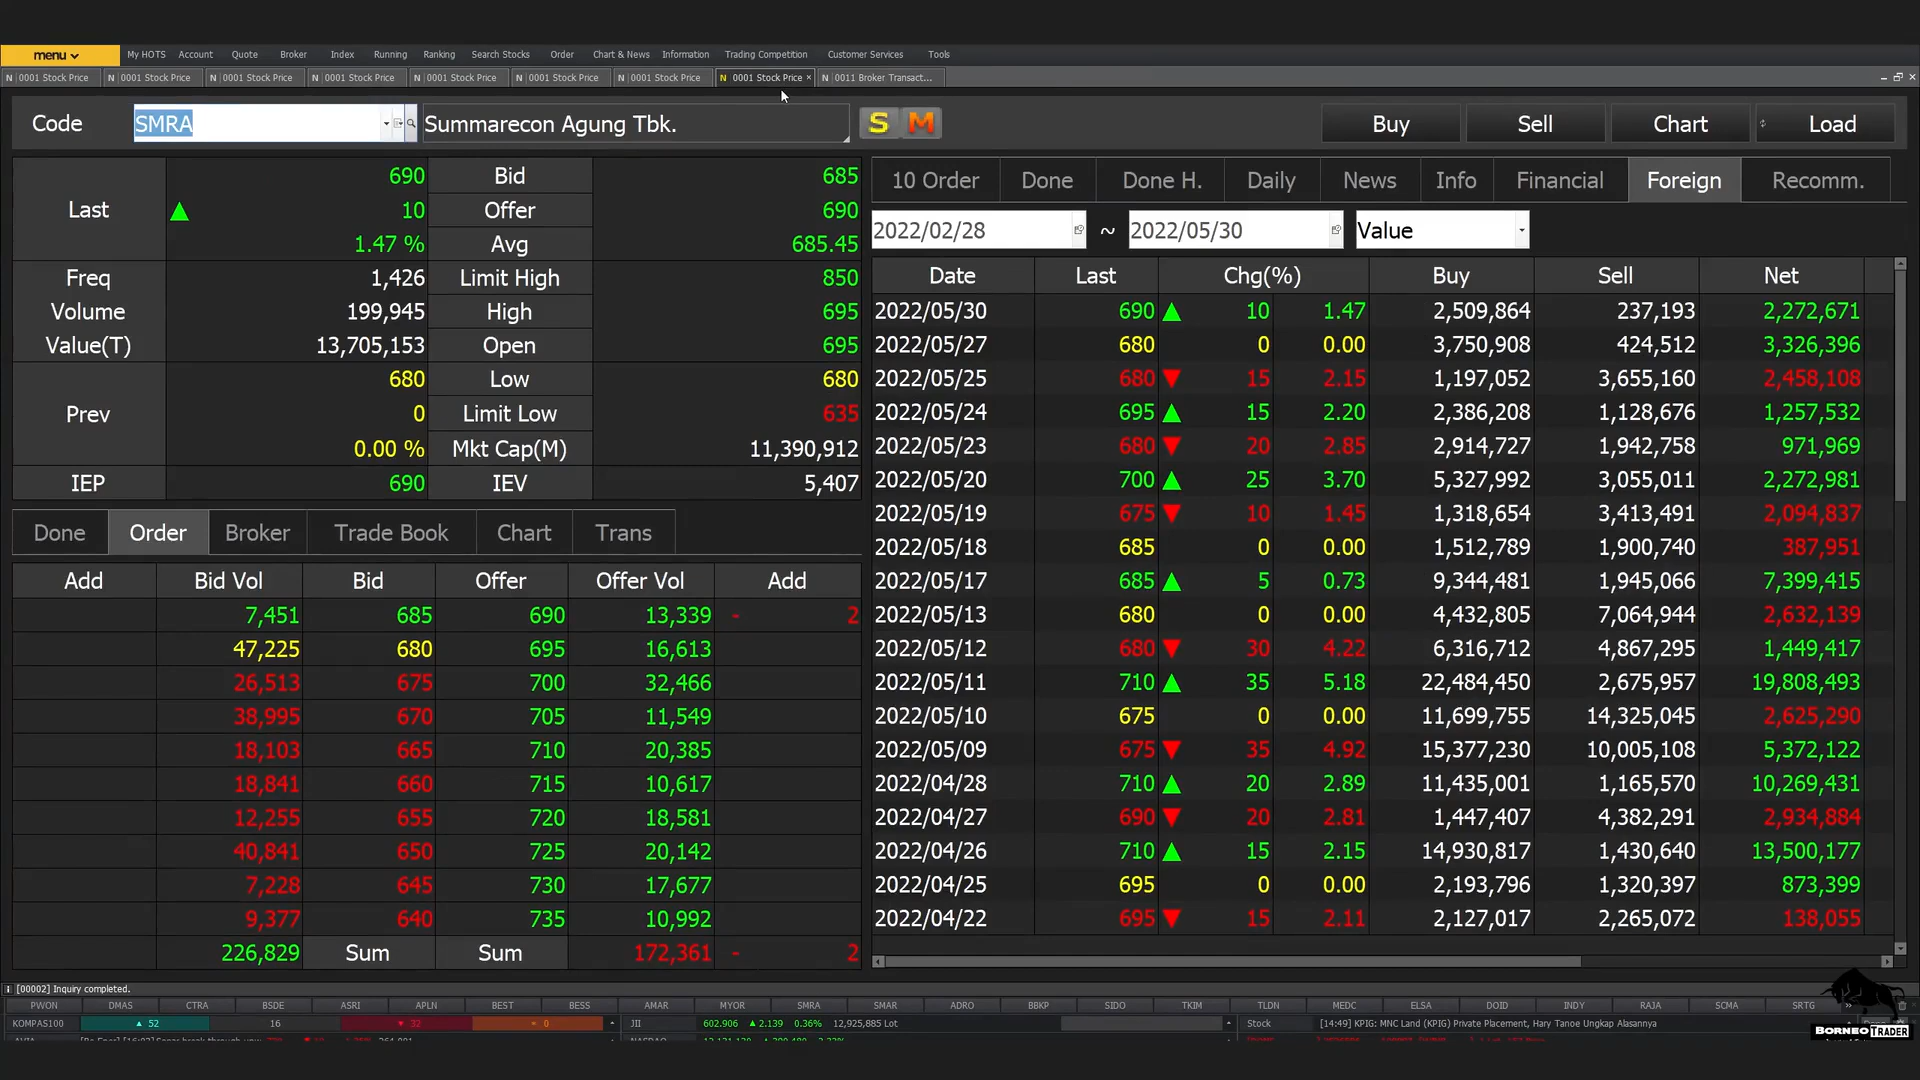 menu My HOTS Account Quote Broker Index Running Ranking Search Stocks Order Chart & News Information Trading Competition Customer Services Tools
N 0001 Stock Price N 0001 Stock Price N 0001 Stock Price N 0001 Stock Price N 0001 Stock Price N 0001 Stock Price N 0001 Stock Price N 0001 Stock Price × N 0011 Broker Transact...
Code SMRA Summarecon Agung Tbk. S M Buy Sell Chart Load
Last 690 Bid 685
▲ 10 Offer 690
1.47 % Avg 685.45
Freq 1,426 Limit High 850
Volume 199,945 High 695
Value(T) 13,705,153 Open 695
Prev 680 Low 680
0 Limit Low 635
0.00 % Mkt Cap(M) 11,390,912
IEP 690 IEV 5,407
Done Order Broker Trade Book Chart Trans
Add Bid Vol Bid Offer Offer Vol Add
7,451 685 690 13,339 - 2
47,225 680 695 16,613
26,513 675 700 32,466
38,995 670 705 11,549
18,103 665 710 20,385
18,841 660 715 10,617
12,255 655 720 18,581
40,841 650 725 20,142
7,228 645 730 17,677
9,377 640 735 10,992
226,829 Sum Sum 172,361 - 2
10 Order Done Done H. Daily News Info Financial Foreign Recomm.
2022/02/28 ~ 2022/05/30 Value
Date Last Chg(%) Buy Sell Net
2022/05/30 690 ▲ 10 1.47 2,509,864 237,193 2,272,671
2022/05/27 680 0 0.00 3,750,908 424,512 3,326,396
2022/05/25 680 ▼ 15 2.15 1,197,052 3,655,160 2,458,108
2022/05/24 695 ▲ 15 2.20 2,386,208 1,128,676 1,257,532
2022/05/23 680 ▼ 20 2.85 2,914,727 1,942,758 971,969
2022/05/20 700 ▲ 25 3.70 5,327,992 3,055,011 2,272,981
2022/05/19 675 ▼ 10 1.45 1,318,654 3,413,491 2,094,837
2022/05/18 685 0 0.00 1,512,789 1,900,740 387,951
2022/05/17 685 ▲ 5 0.73 9,344,481 1,945,066 7,399,415
2022/05/13 680 0 0.00 4,432,805 7,064,944 2,632,139
2022/05/12 680 ▼ 30 4.22 6,316,712 4,867,295 1,449,417
2022/05/11 710 ▲ 35 5.18 22,484,450 2,675,957 19,808,493
2022/05/10 675 0 0.00 11,699,755 14,325,045 2,625,290
2022/05/09 675 ▼ 35 4.92 15,377,230 10,005,108 5,372,122
2022/04/28 710 ▲ 20 2.89 11,435,001 1,165,570 10,269,431
2022/04/27 690 ▼ 20 2.81 1,447,407 4,382,291 2,934,884
2022/04/26 710 ▲ 15 2.15 14,930,817 1,430,640 13,500,177
2022/04/25 695 0 0.00 2,193,796 1,320,397 873,399
2022/04/22 695 ▼ 15 2.11 2,127,017 2,265,072 138,055
[00002] Inquiry completed.
PWON DMAS CTRA BSDE ASRI APLN BEST BESS AMAR MYOR SMRA SMAR ADRO BBKP SIDO TKIM TLDN MEDC ELSA DOID INDY RAJA SCMA SRTG
KOMPAS100 ▲ 52 16 ▼ 32 = 0 JII 602.906 ▲ 2.139 0.36% 12,925,885 Lot Stock [14:49] KPIG: MNC Land (KPIG) Private Placement, Hary Tanoe Ungkap Alasannya
BORNEO TRADER